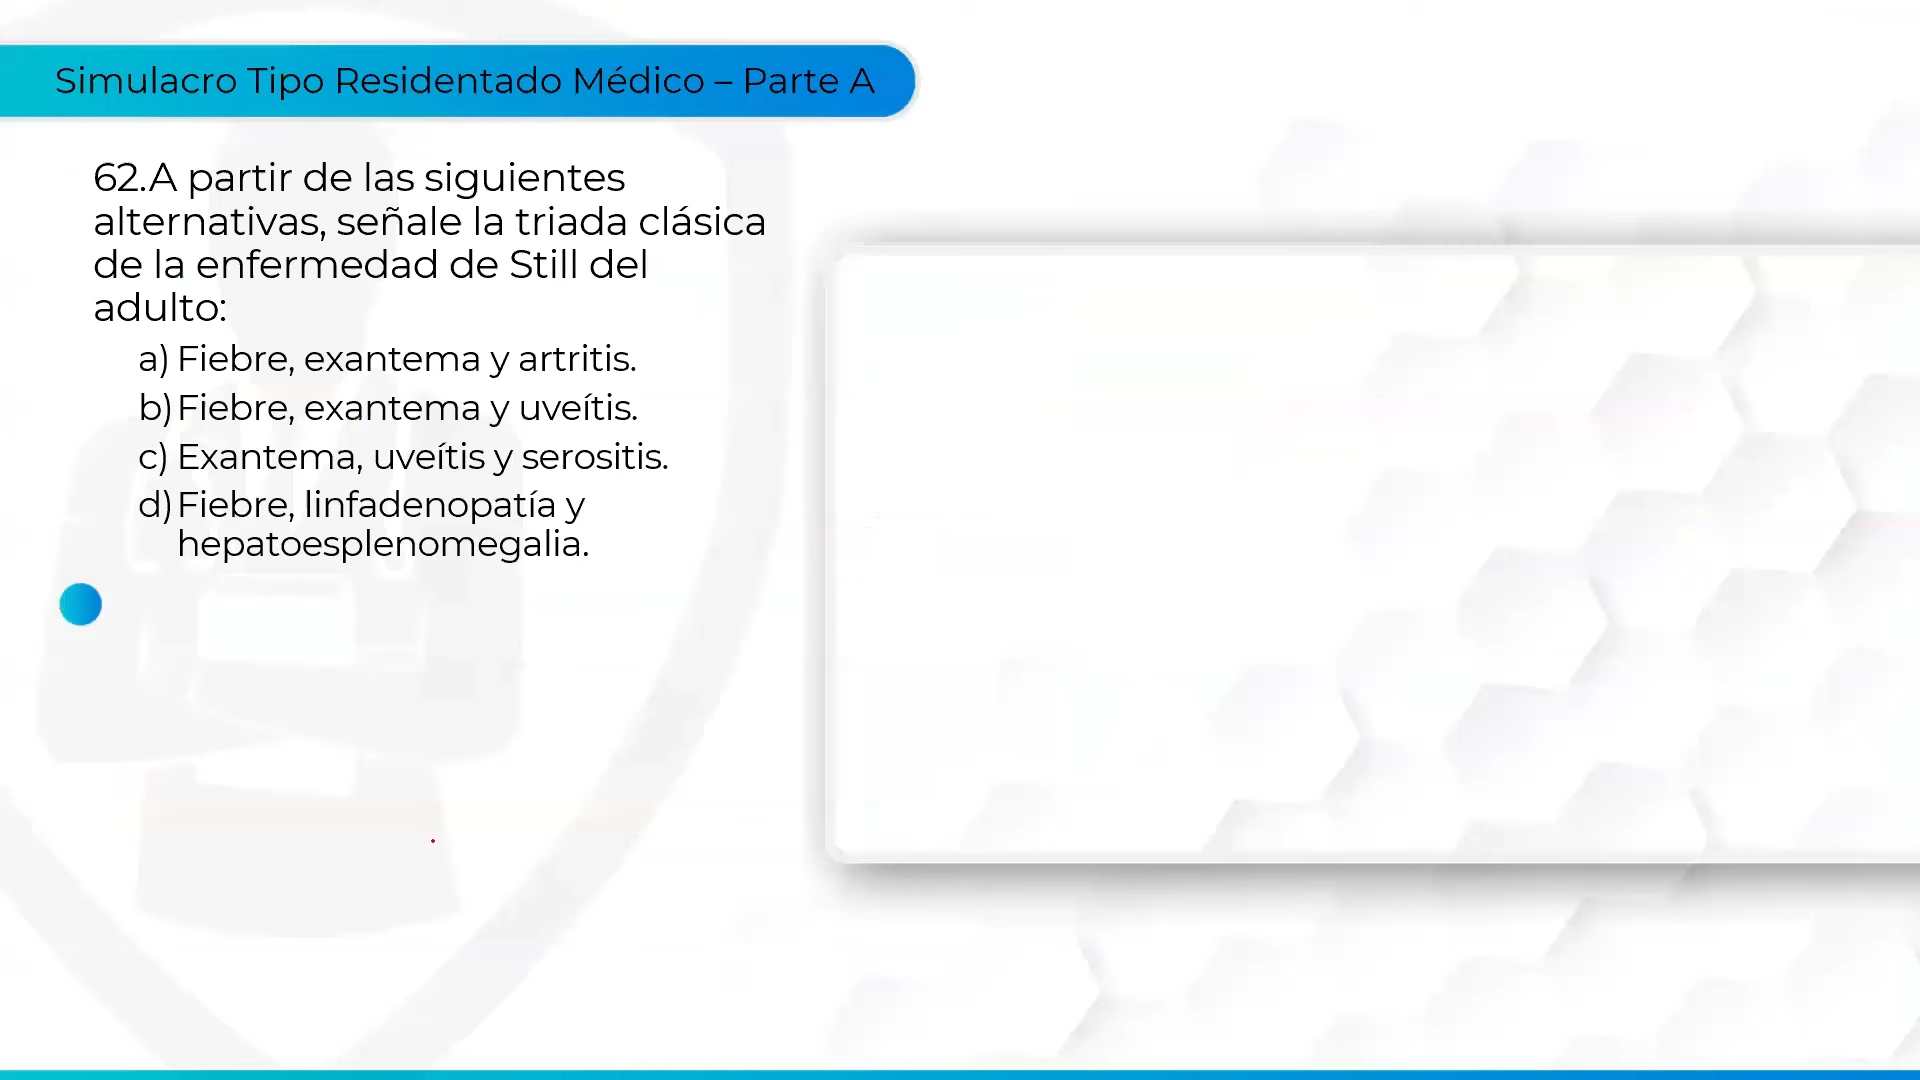 Simulacro Tipo Residentado Médico – Parte A
62.A partir de las siguientes
alternativas, señale la triada clásica
de la enfermedad de Still del
adulto:
a) Fiebre, exantema y artritis.
b) Fiebre, exantema y uveítis.
c) Exantema, uveítis y serositis.
d) Fiebre, linfadenopatía y
hepatoesplenomegalia.